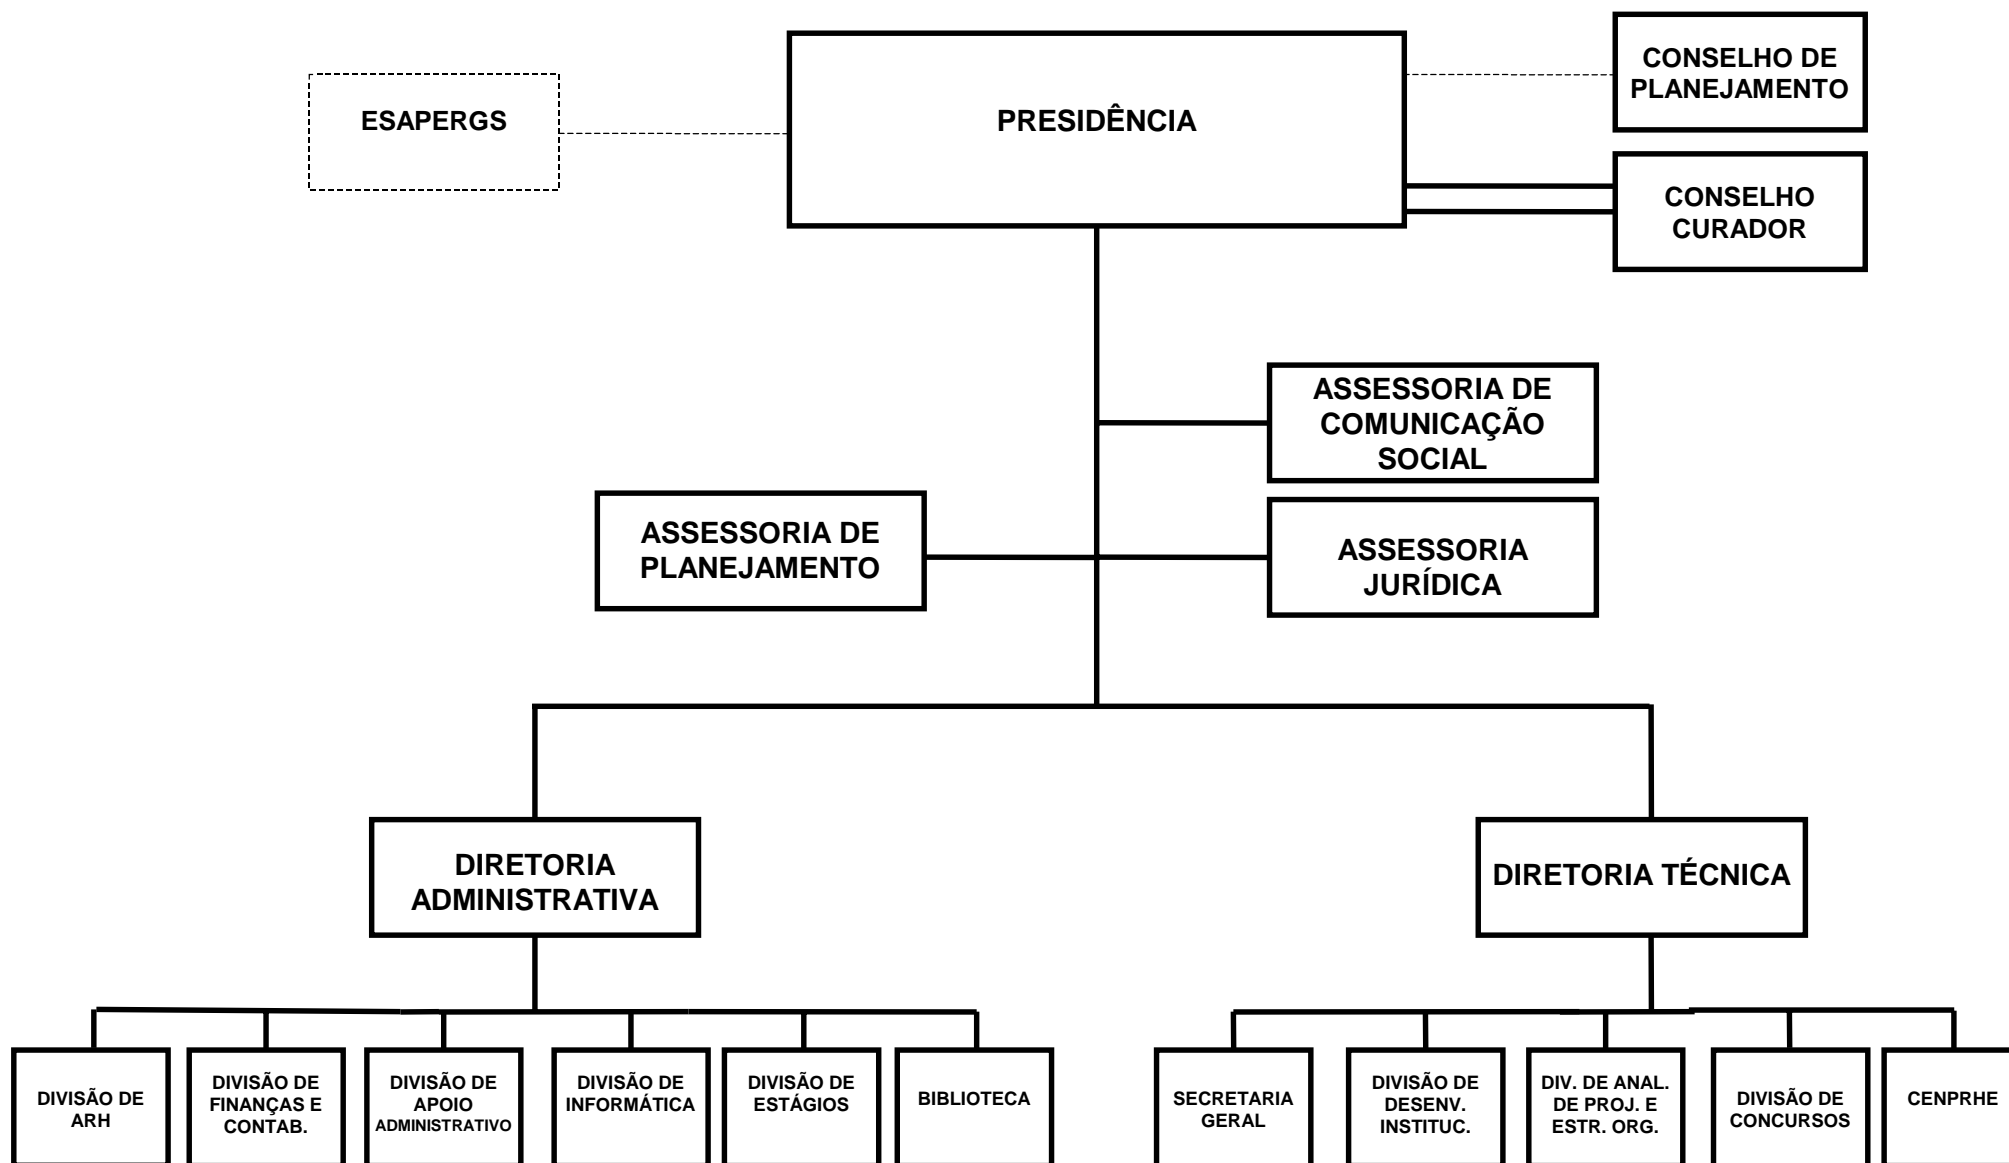 CONSELHO DE
PLANEJAMENTO
ESAPERGS
PRESIDÊNCIA
CONSELHO
CURADOR
ASSESSORIA DE
COMUNICAÇÃO
SOCIAL
ASSESSORIA DE
PLANEJAMENTO
ASSESSORIA
JURÍDICA
DIRETORIA
ADMINISTRATIVA
DIRETORIA TÉCNICA
DIVISÃO DE
ARH
DIVISÃO DE
FINANÇAS E
CONTAB.
DIVISÃO DE
APOIO
ADMINISTRATIVO
DIVISÃO DE
INFORMÁTICA
DIVISÃO DE
ESTÁGIOS
BIBLIOTECA
SECRETARIA
GERAL
DIVISÃO DE
DESENV.
INSTITUC.
DIV. DE ANAL.
DE PROJ. E
ESTR. ORG.
DIVISÃO DE
CONCURSOS
CENPRHE